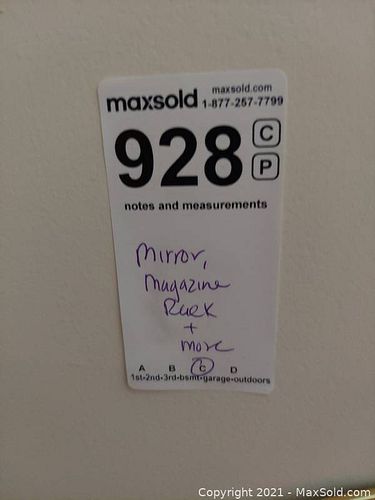 maxsold maxsold.com
1-877-257-7799
928 C
P
notes and measurements
Mirror,
Magazine
Rack
+
more
A B C D
1st-2nd-3rd-bsmt-garage-outdoors
Copyright 2021 - MaxSold.com